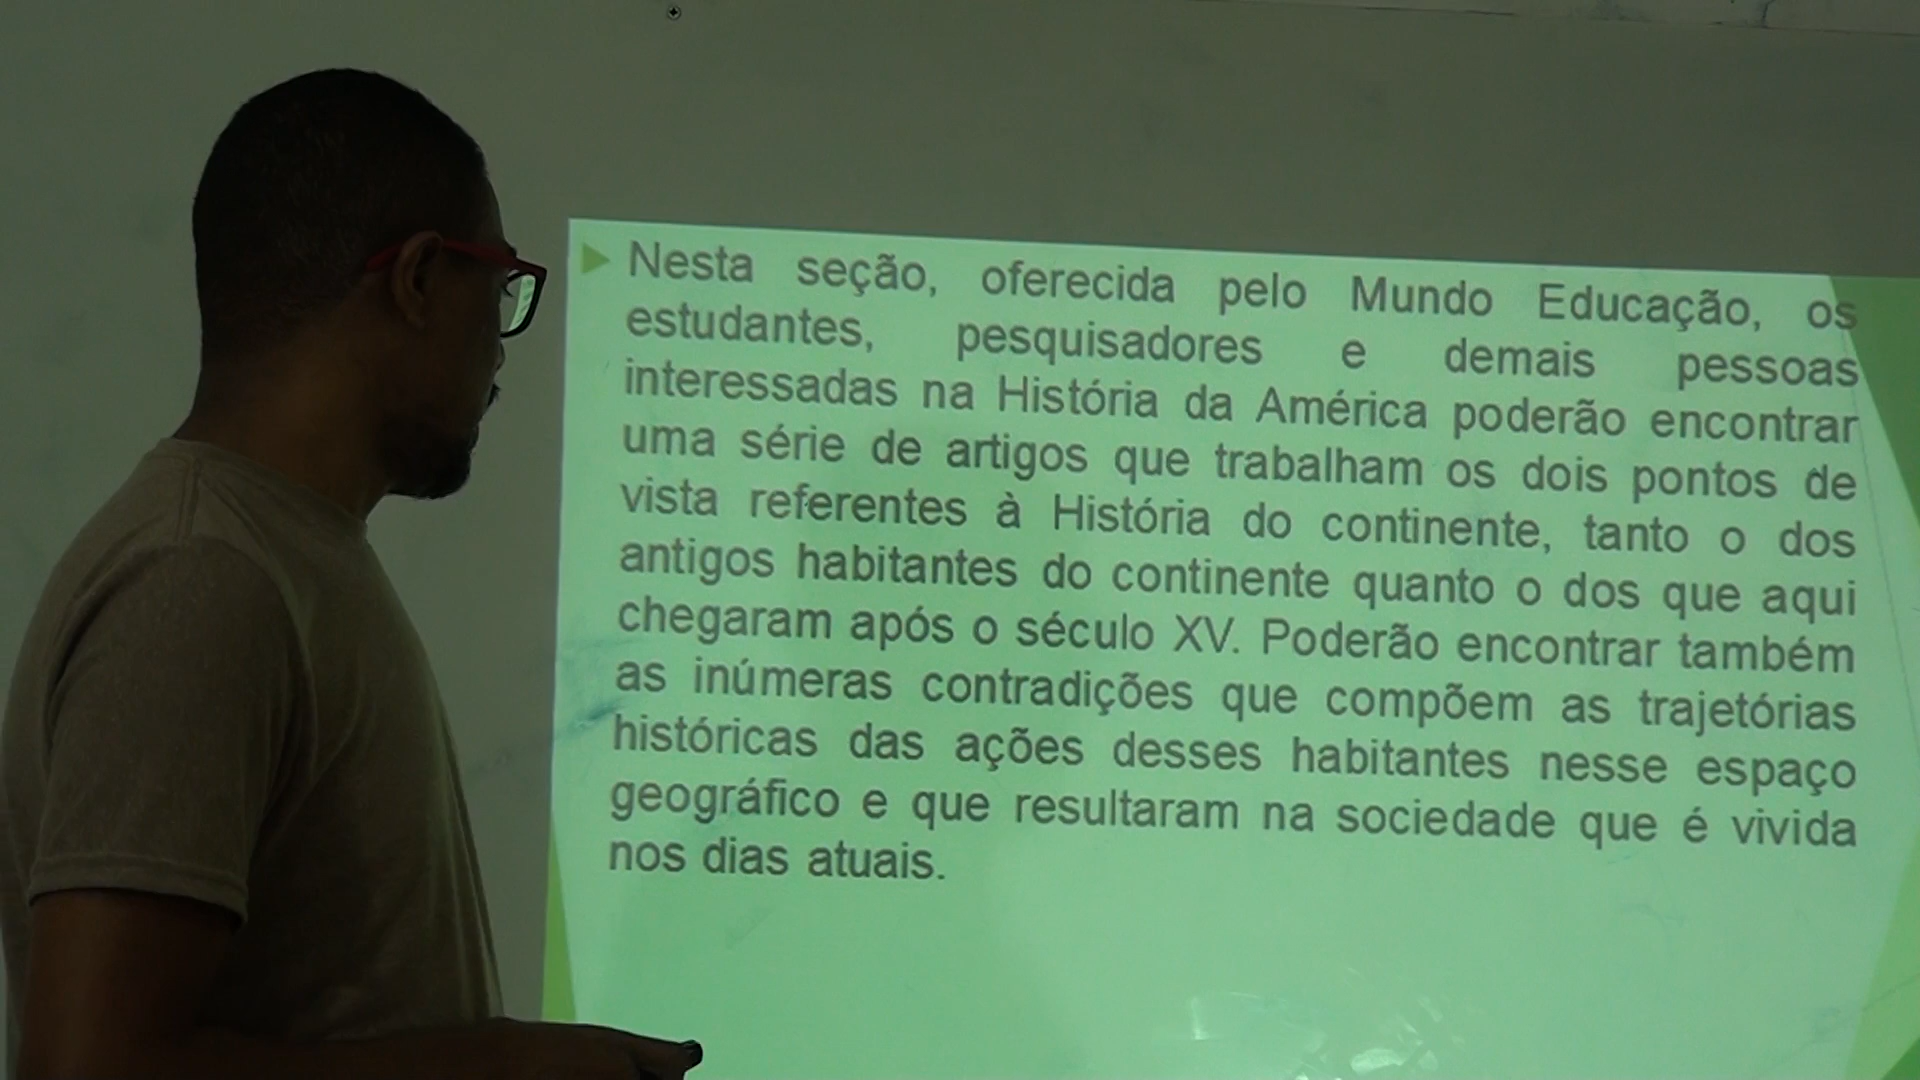 Nesta seção, oferecida pelo Mundo Educação, os
estudantes, pesquisadores e demais pessoas
interessadas na História da América poderão encontrar
uma série de artigos que trabalham os dois pontos de
vista referentes à História do continente, tanto o dos
antigos habitantes do continente quanto o dos que aqui
chegaram após o século XV. Poderão encontrar também
as inúmeras contradições que compõem as trajetórias
históricas das ações desses habitantes nesse espaço
geográfico e que resultaram na sociedade que é vivida
nos dias atuais.